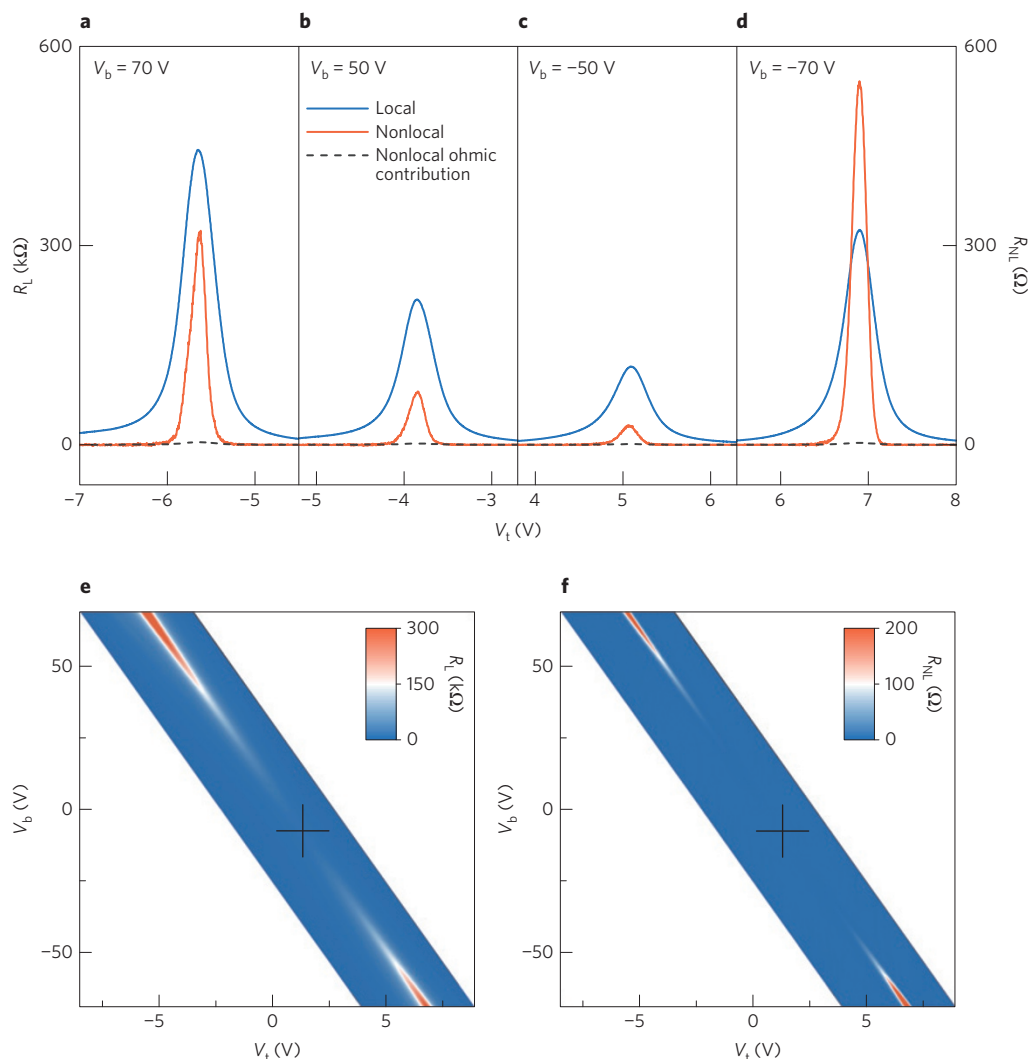 a
b
c
d
600
300
0
R_L (kΩ)
V_b = 70 V
V_b = 50 V
V_b = −50 V
V_b = −70 V
Local
Nonlocal
Nonlocal ohmic
contribution
600
300
0
R_NL (Ω)
−7
−6
−5
−5
−4
−3
4
5
6
7
8
V_t (V)
e
f
300
150
0
R_L (kΩ)
200
100
0
R_NL (Ω)
50
0
−50
V_b (V)
−5
0
5
V_t (V)
50
0
−50
V_b (V)
−5
0
5
V_t (V)